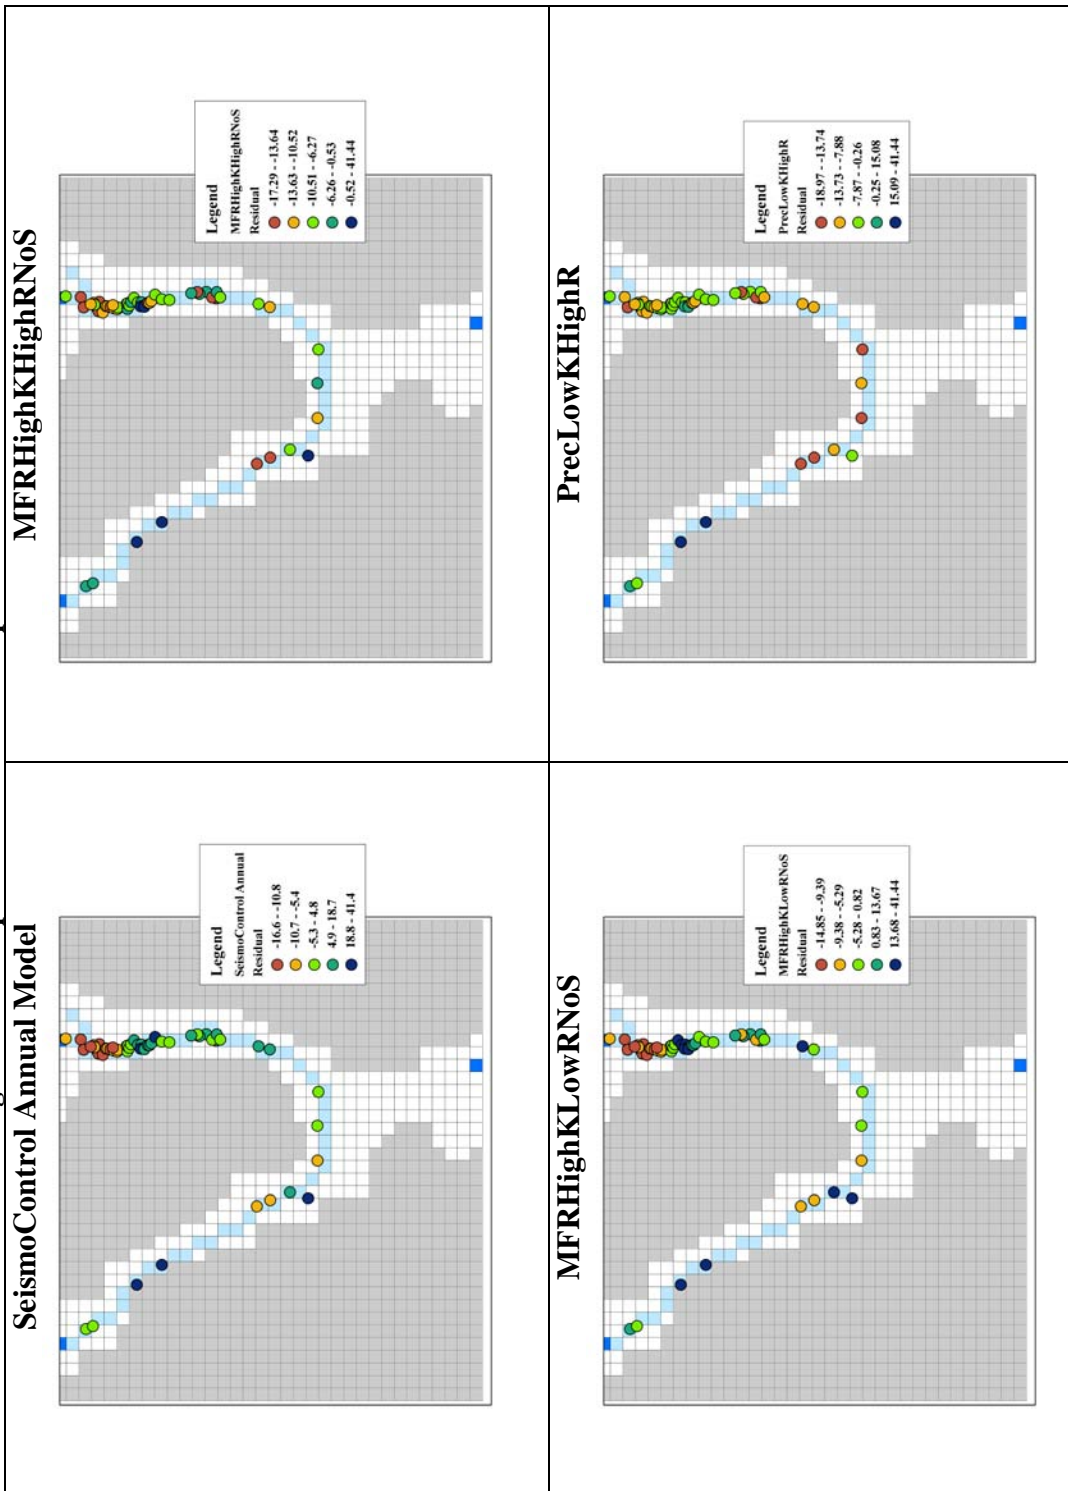 SeismoControl Annual Model
Legend
SeismoControl Annual
Residual
-16.6 - -10.8
-10.7 - -5.4
-5.3 - 4.8
4.9 - 18.7
18.8 - 41.4
MFRHighKHighRNoS
Legend
MFRHighKHighRNoS
Residual
-17.29 - -13.64
-13.63 - -10.52
-10.51 - -6.27
-6.26 - -0.53
-0.52 - 41.44
MFRHighKLowRNoS
Legend
MFRHighKLowRNoS
Residual
-14.85 - -9.39
-9.38 - -5.29
-5.28 - 0.82
0.83 - 13.67
13.68 - 41.44
PrecLowKHighR
Legend
PrecLowKHighR
Residual
-18.97 - -13.74
-13.73 - -7.88
-7.87 - -0.26
-0.25 - 15.08
15.09 - 41.44